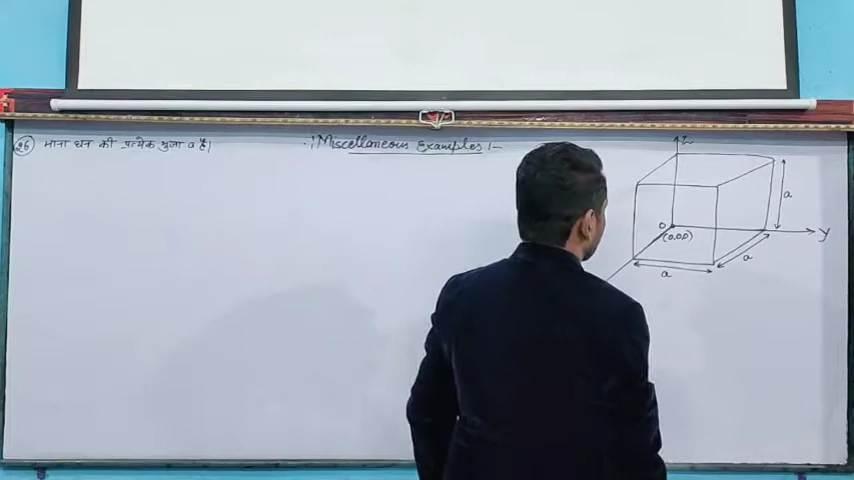 :Miscellaneous Examples:-
26 माना घन की प्रत्येक भुजा a है।
Z
a
O
(0,0,0)
y
a
a